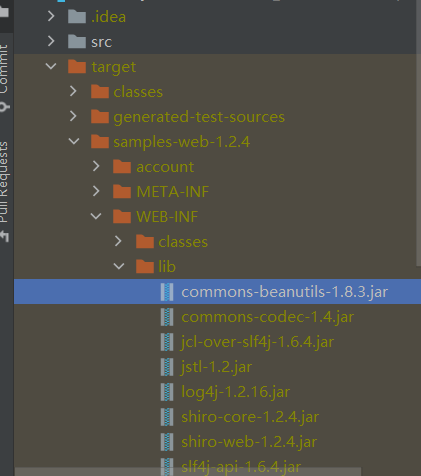 .idea
src
target
classes
generated-test-sources
samples-web-1.2.4
account
META-INF
WEB-INF
classes
lib
commons-beanutils-1.8.3.jar
commons-codec-1.4.jar
jcl-over-slf4j-1.6.4.jar
jstl-1.2.jar
log4j-1.2.16.jar
shiro-core-1.2.4.jar
shiro-web-1.2.4.jar
slf4j-api-1.6.4.jar
Commit
Pull Requests